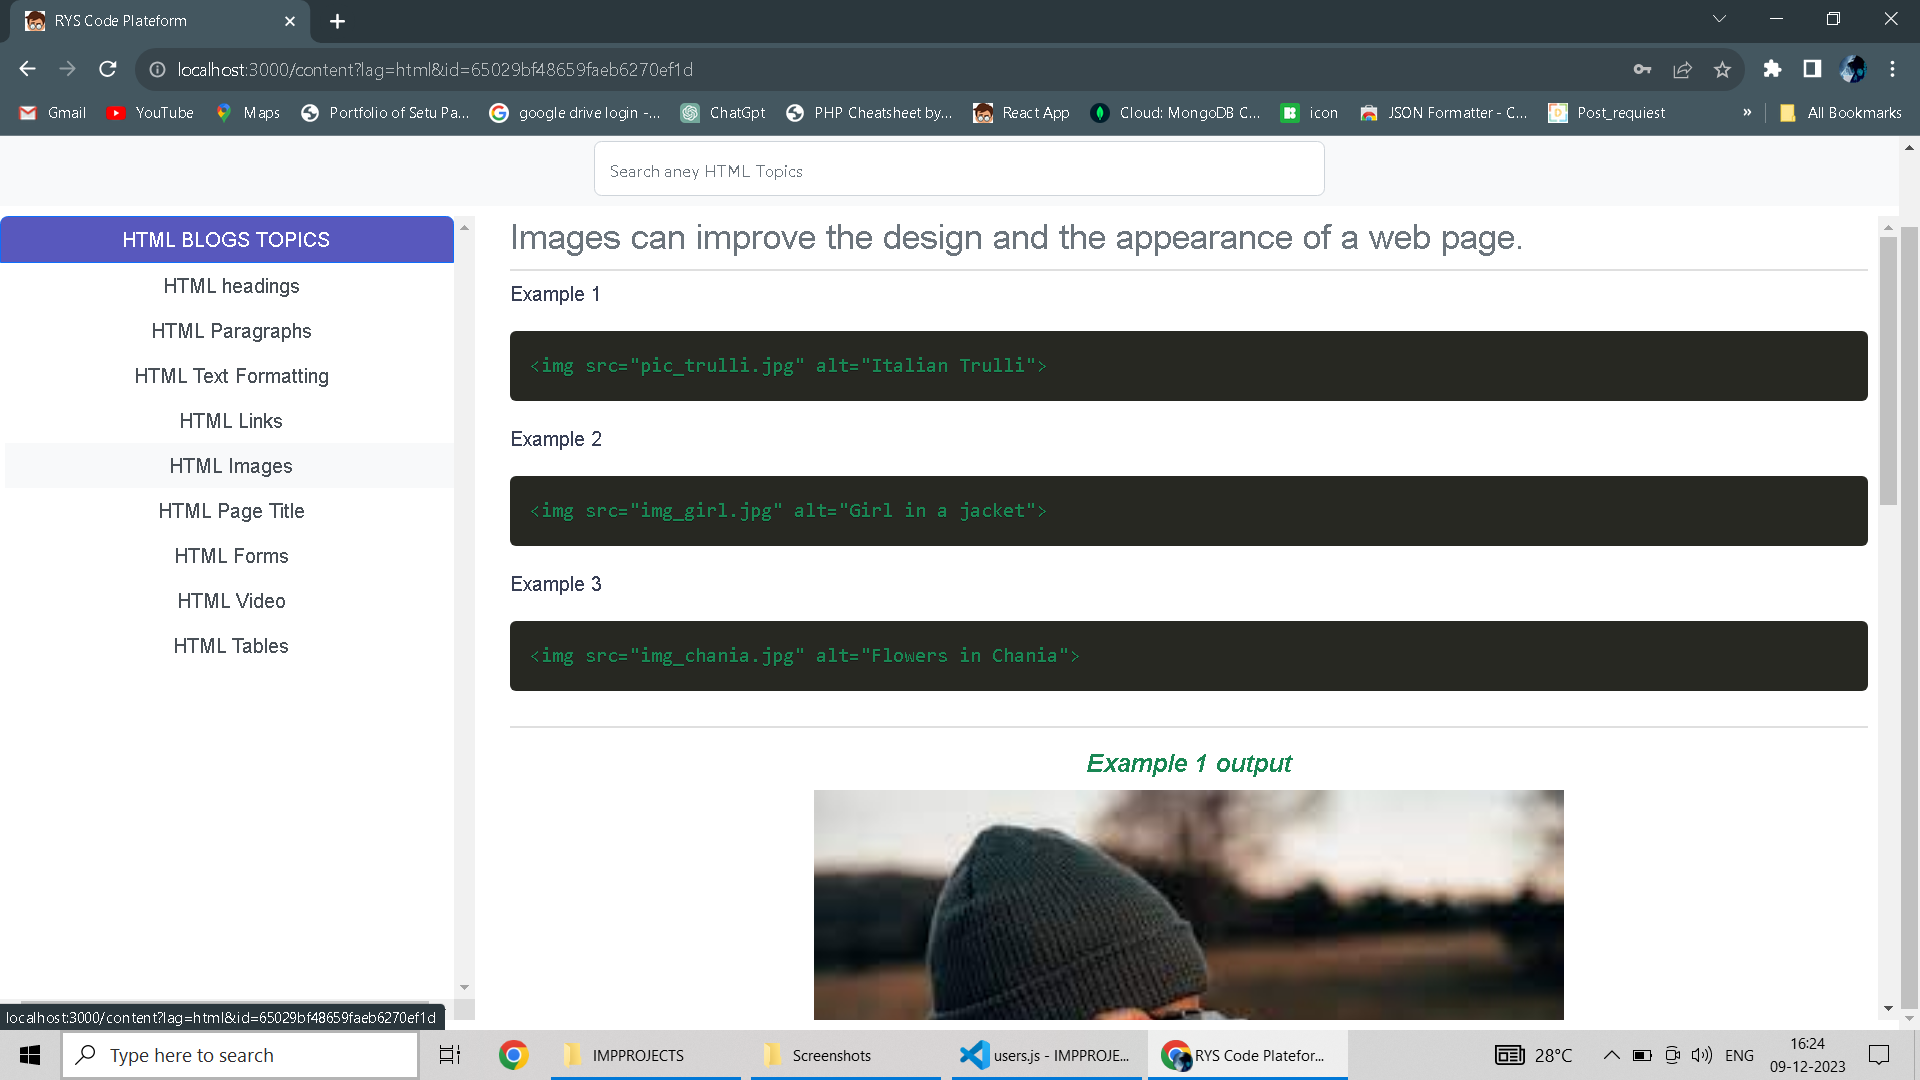 RYS Code Plateform
localhost:3000/content?lag=html&id=65029bf48659faeb6270ef1d
Gmail
YouTube
Maps
Portfolio of Setu Pa...
google drive login -...
ChatGpt
PHP Cheatsheet by...
React App
Cloud: MongoDB C...
icon
JSON Formatter - C...
Post_requiest
»
All Bookmarks
Search aney HTML Topics
HTML BLOGS TOPICS
HTML headings
HTML Paragraphs
HTML Text Formatting
HTML Links
HTML Images
HTML Page Title
HTML Forms
HTML Video
HTML Tables
Images can improve the design and the appearance of a web page.
Example 1
<img src="pic_trulli.jpg" alt="Italian Trulli">
Example 2
<img src="img_girl.jpg" alt="Girl in a jacket">
Example 3
<img src="img_chania.jpg" alt="Flowers in Chania">
Example 1 output
localhost:3000/content?lag=html&id=65029bf48659faeb6270ef1d
Type here to search
IMPPROJECTS
Screenshots
users.js - IMPPROJE...
RYS Code Platefor...
28°C
ENG
16:24
09-12-2023